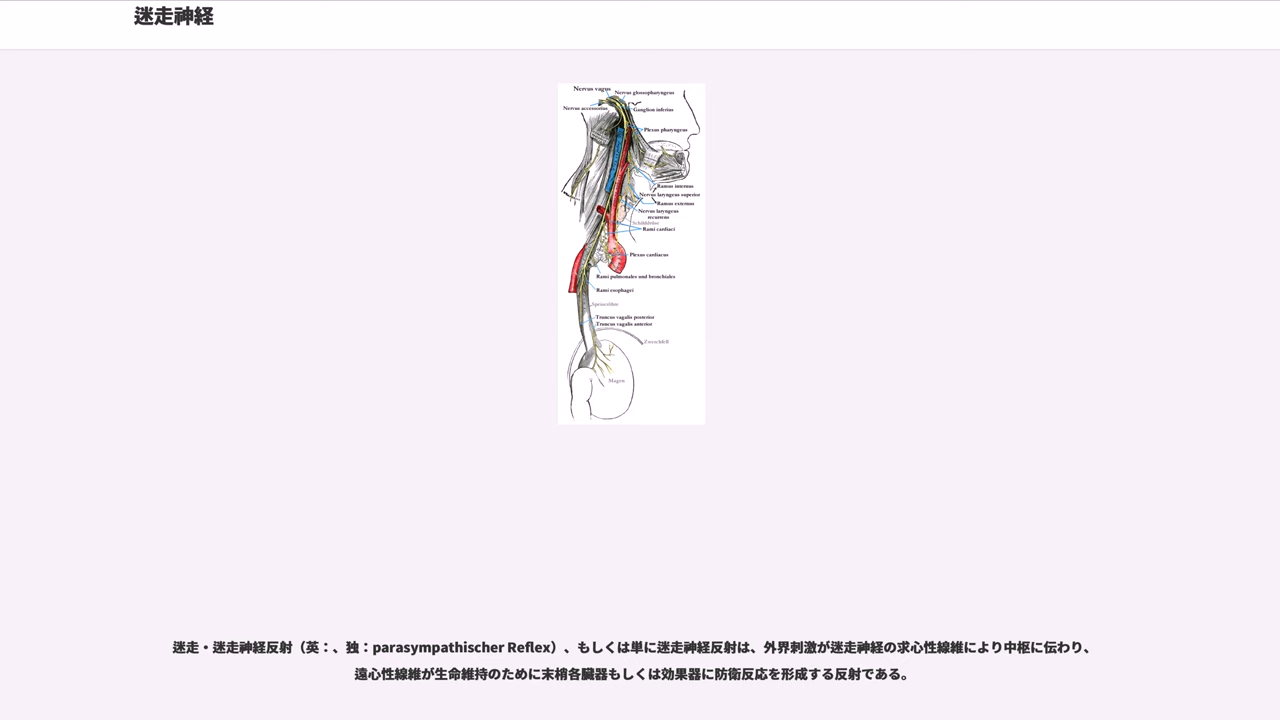 迷走神経
Nervus vagus
Nervus glossopharyngeus
Nervus accessorius
Ganglion inferius
Plexus pharyngeus
Ramus internus
Nervus laryngeus superior
Ramus externus
Nervus laryngeus
recurrens
Schilddrüse
Rami cardiaci
Plexus cardiacus
Rami pulmonales und bronchiales
Rami esophagei
Speiseröhre
Truncus vagalis posterior
Truncus vagalis anterior
Zwerchfell
Magen
迷走・迷走神経反射（英：、独：parasympathischer Reflex）、もしくは単に迷走神経反射は、外界刺激が迷走神経の求心性線維により中枢に伝わり、
遠心性線維が生命維持のために末梢各臓器もしくは効果器に防衛反応を形成する反射である。